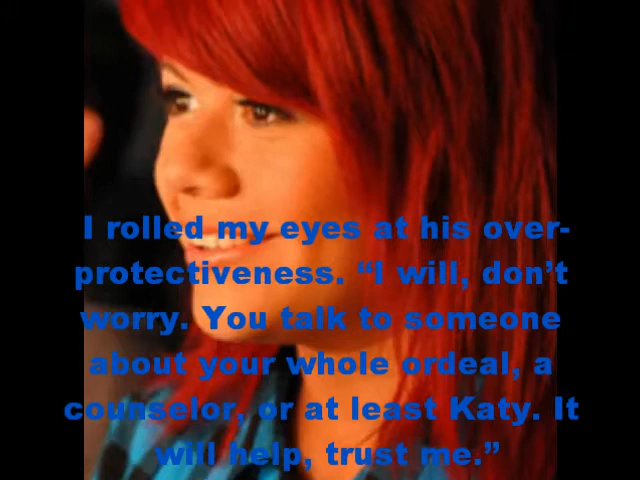 I rolled my eyes at his over-
protectiveness. “I will, don’t
worry. You talk to someone
about your whole ordeal, a
counselor, or at least Katy. It
will help, trust me.”